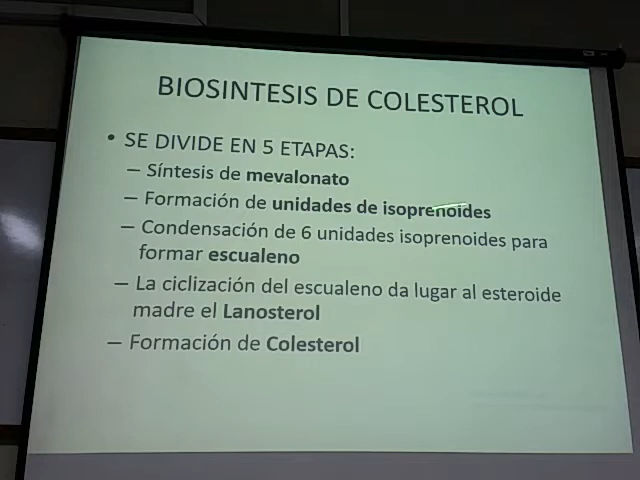 BIOSINTESIS DE COLESTEROL
• SE DIVIDE EN 5 ETAPAS:
– Síntesis de mevalonato
– Formación de unidades de isoprenoides
– Condensación de 6 unidades isoprenoides para
formar escualeno
– La ciclización del escualeno da lugar al esteroide
madre el Lanosterol
– Formación de Colesterol